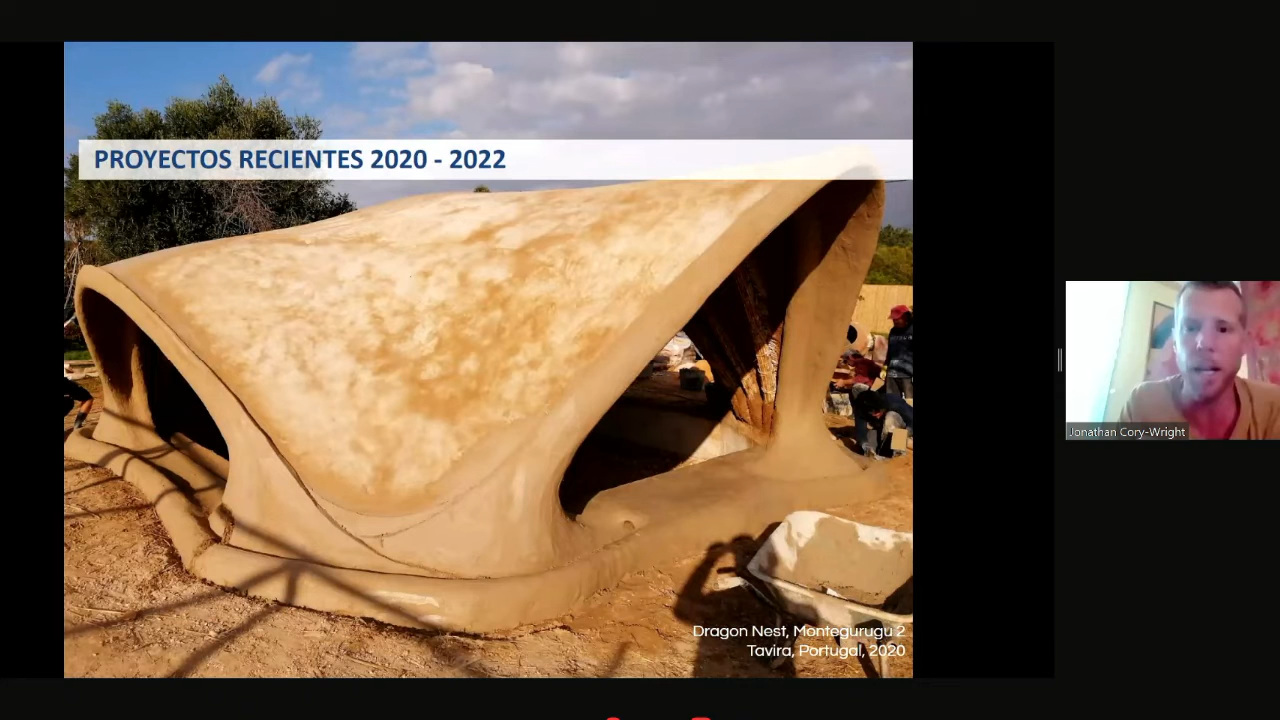 PROYECTOS RECIENTES 2020 - 2022
Dragon Nest, Montegurugu 2
Tavira, Portugal, 2020
Jonathan Cory-Wright